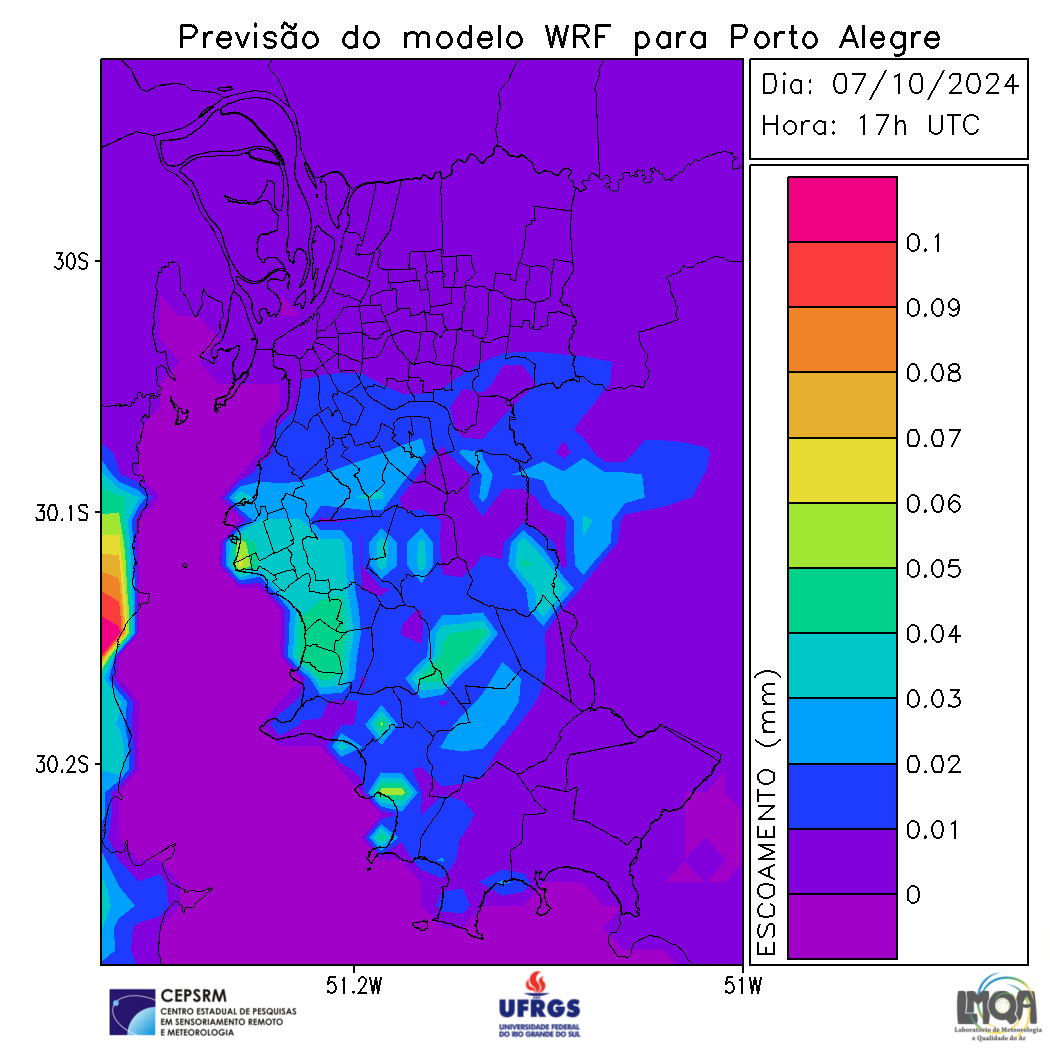 Previsão do modelo WRF para Porto Alegre
Dia: 07/10/2024
Hora: 17h UTC
30S
30.1S
30.2S
51.2W
51W
ESCOAMENTO (mm)
0.1
0.09
0.08
0.07
0.06
0.05
0.04
0.03
0.02
0.01
0
CEPSRM
CENTRO ESTADUAL DE PESQUISAS
EM SENSORIAMENTO REMOTO
E METEOROLOGIA
UFRGS
UNIVERSIDADE FEDERAL
DO RIO GRANDE DO SUL
LMQA
Laboratório de Meteorologia
e Qualidade do Ar